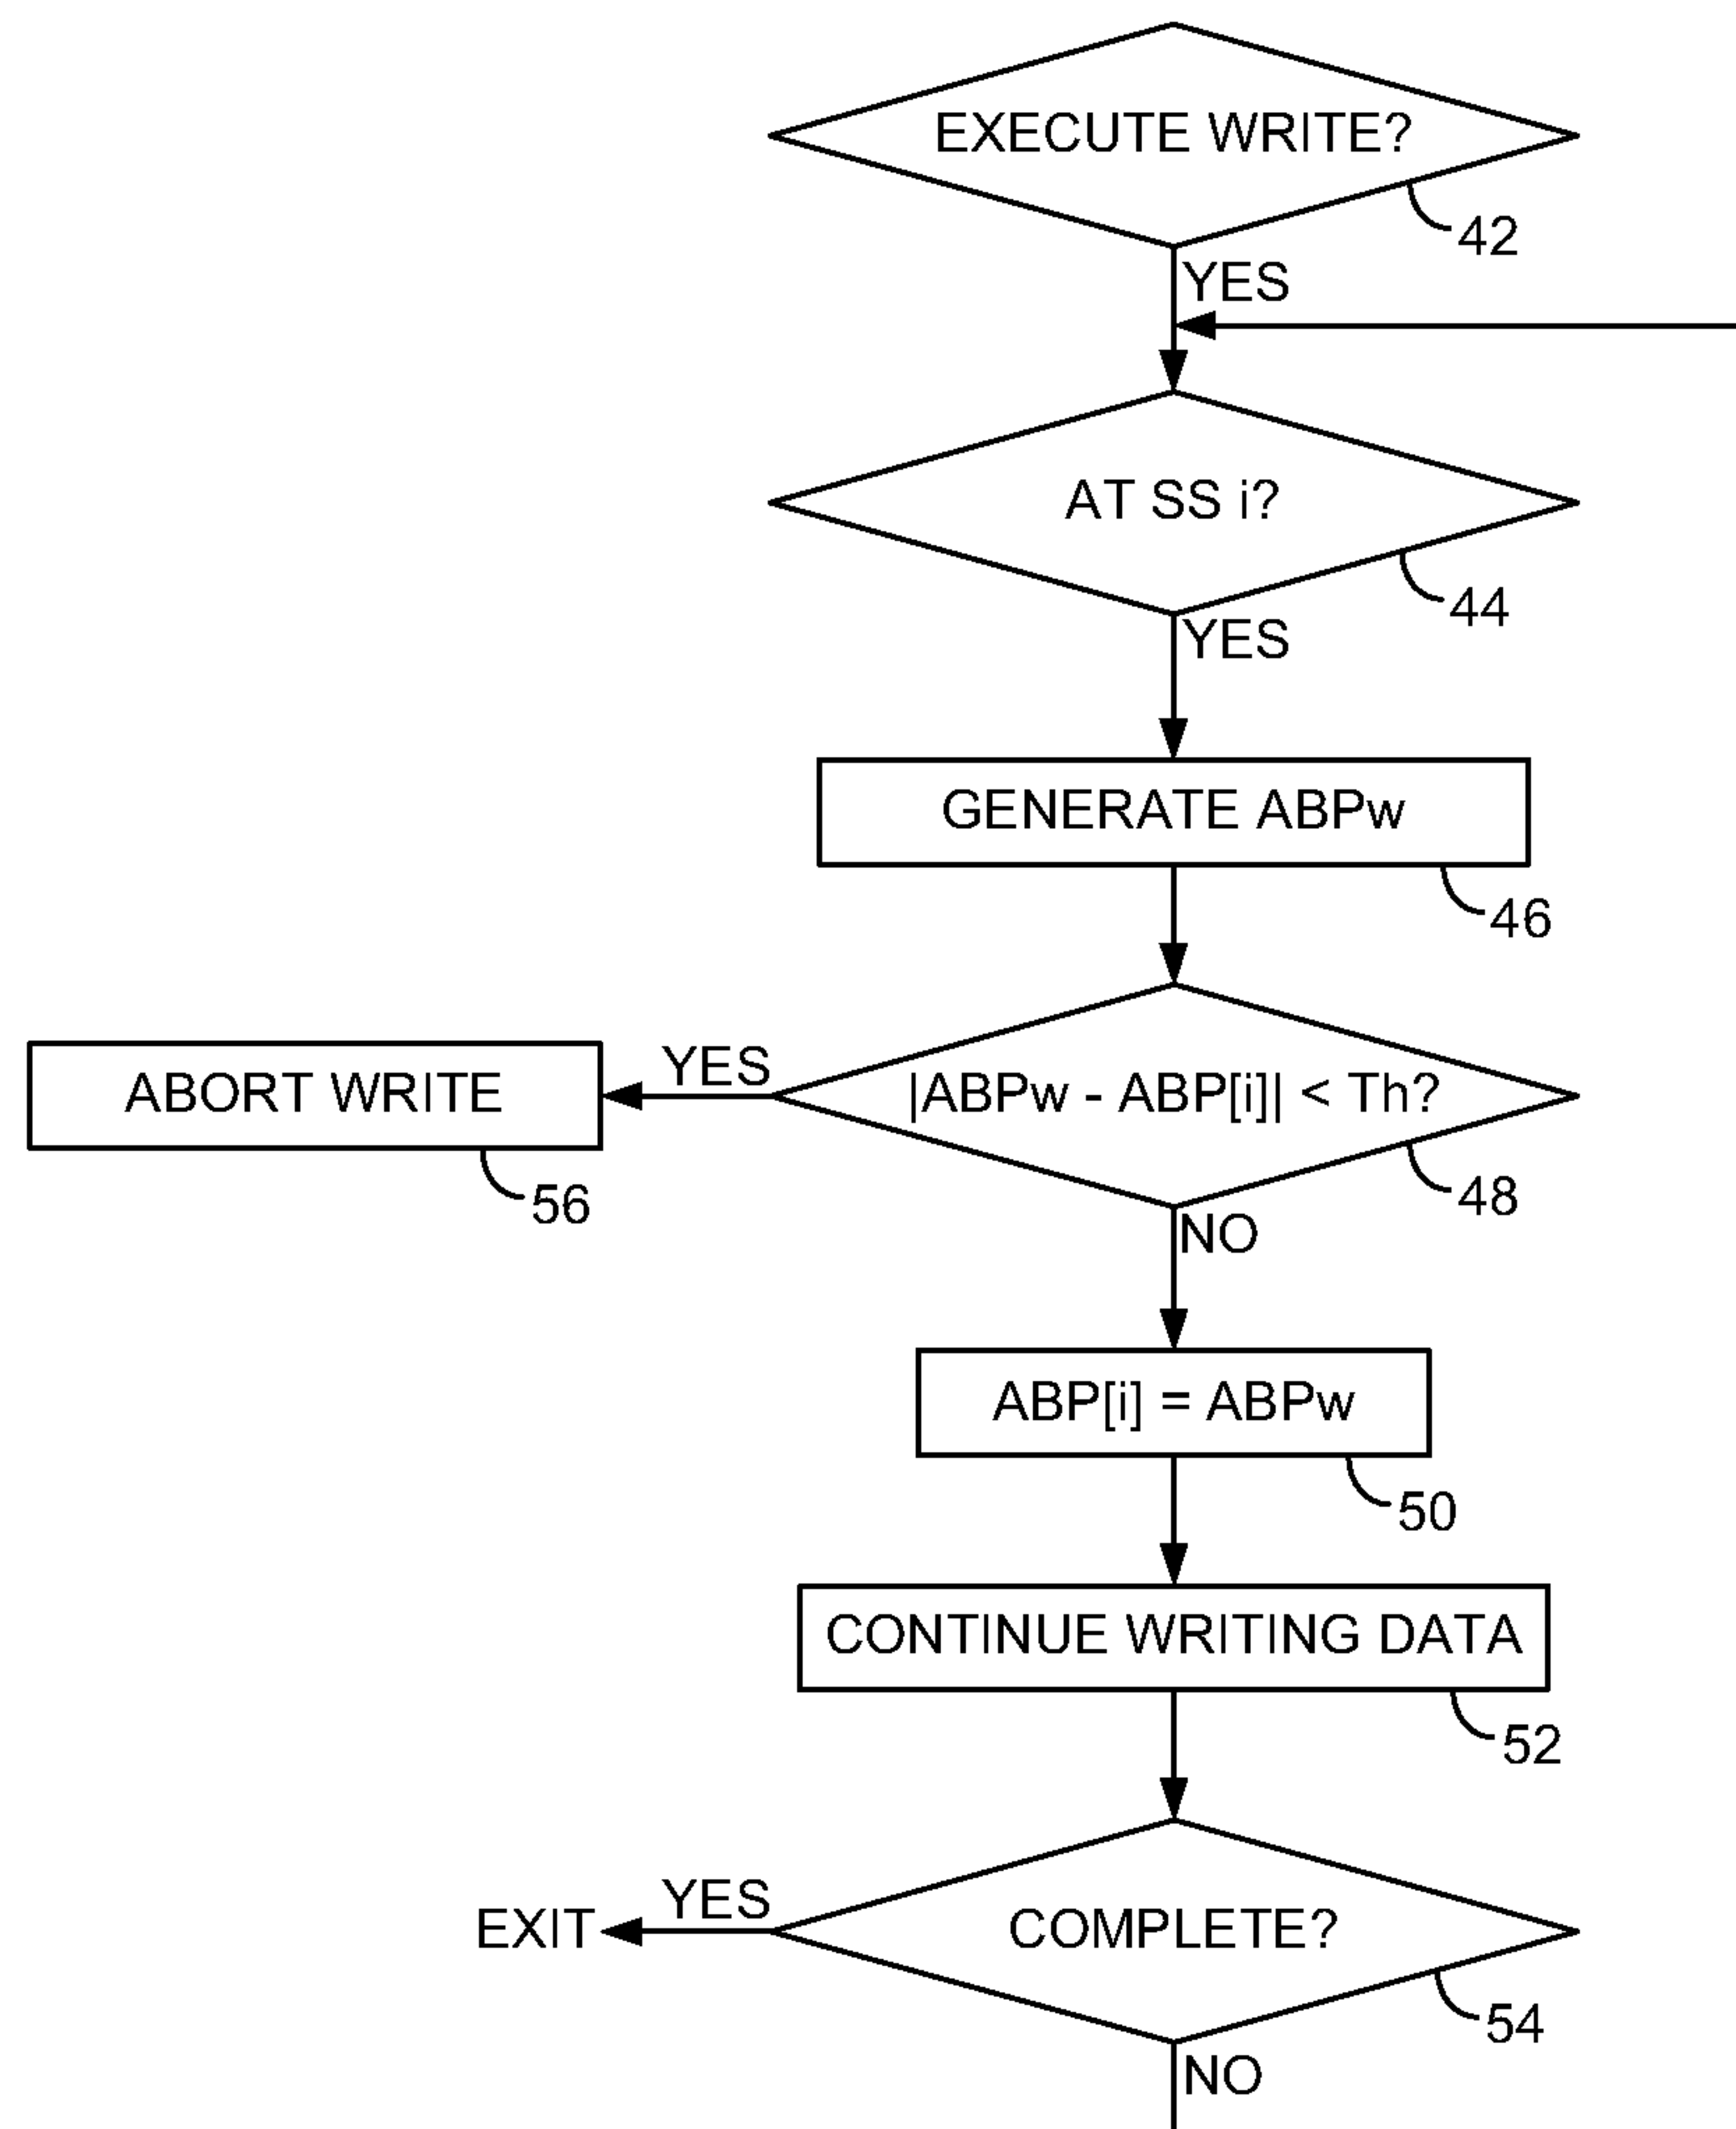 EXECUTE WRITE?
42
YES
AT SS i?
44
YES
GENERATE ABPw
46
ABORT WRITE
56
YES
|ABPw - ABP[i]| < Th?
48
NO
ABP[i] = ABPw
50
CONTINUE WRITING DATA
52
EXIT
YES
COMPLETE?
54
NO